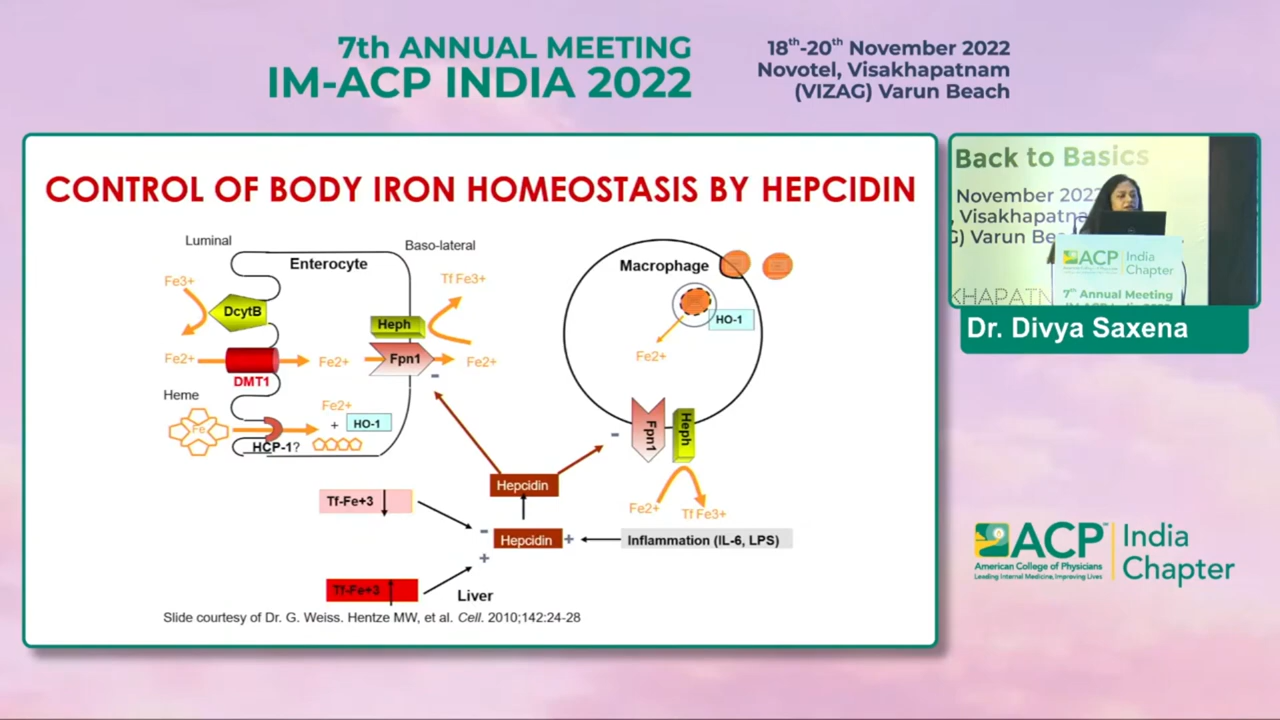 7th ANNUAL MEETING
IM-ACP INDIA 2022
18th-20th November 2022
Novotel, Visakhapatnam
(VIZAG) Varun Beach
CONTROL OF BODY IRON HOMEOSTASIS BY HEPCIDIN
Luminal
Enterocyte
Baso-lateral
Fe3+
DcytB
Fe2+
DMT1
Fe2+
Heph
Fpn1
Tf Fe3+
Fe2+
Heme
Fe
HCP-1?
Fe2+
+
HO-1
Macrophage
HO-1
Fe2+
Fpn1
Heph
Fe2+
Tf Fe3+
-
-
Hepcidin
Tf-Fe+3
-
Hepcidin
+
Inflammation (IL-6, LPS)
+
Tf-Fe+3
Liver
Slide courtesy of Dr. G. Weiss. Hentze MW, et al. Cell. 2010;142:24-28
Back to Basics
November 202
Visakhapatna
G) Varun Be
ACP India
Chapter
KHAPATN
7th Annual Meeting
Dr. Divya Saxena
ACP™
American College of Physicians
Leading Internal Medicine, Improving Lives
India
Chapter